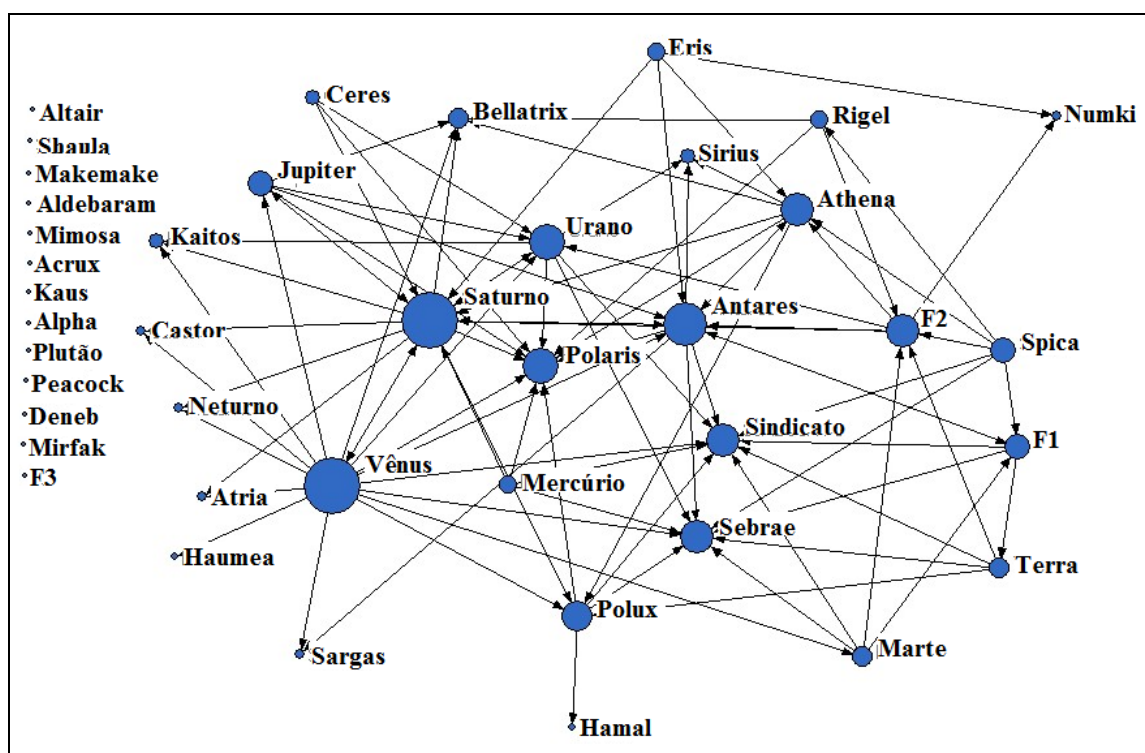 Eris
Ceres
Bellatrix
Rigel
Numki
Altair
Shaula
Makemake
Aldebaram
Mimosa
Acrux
Kaus
Alpha
Plutão
Peacock
Deneb
Mirfak
F3
Sirius
Jupiter
Athena
Urano
Kaitos
Saturno
Antares
F2
Castor
Polaris
Spica
Neturno
Sindicato
F1
Vênus
Mercúrio
Atria
Sebrae
Haumea
Terra
Polux
Marte
Sargas
Hamal